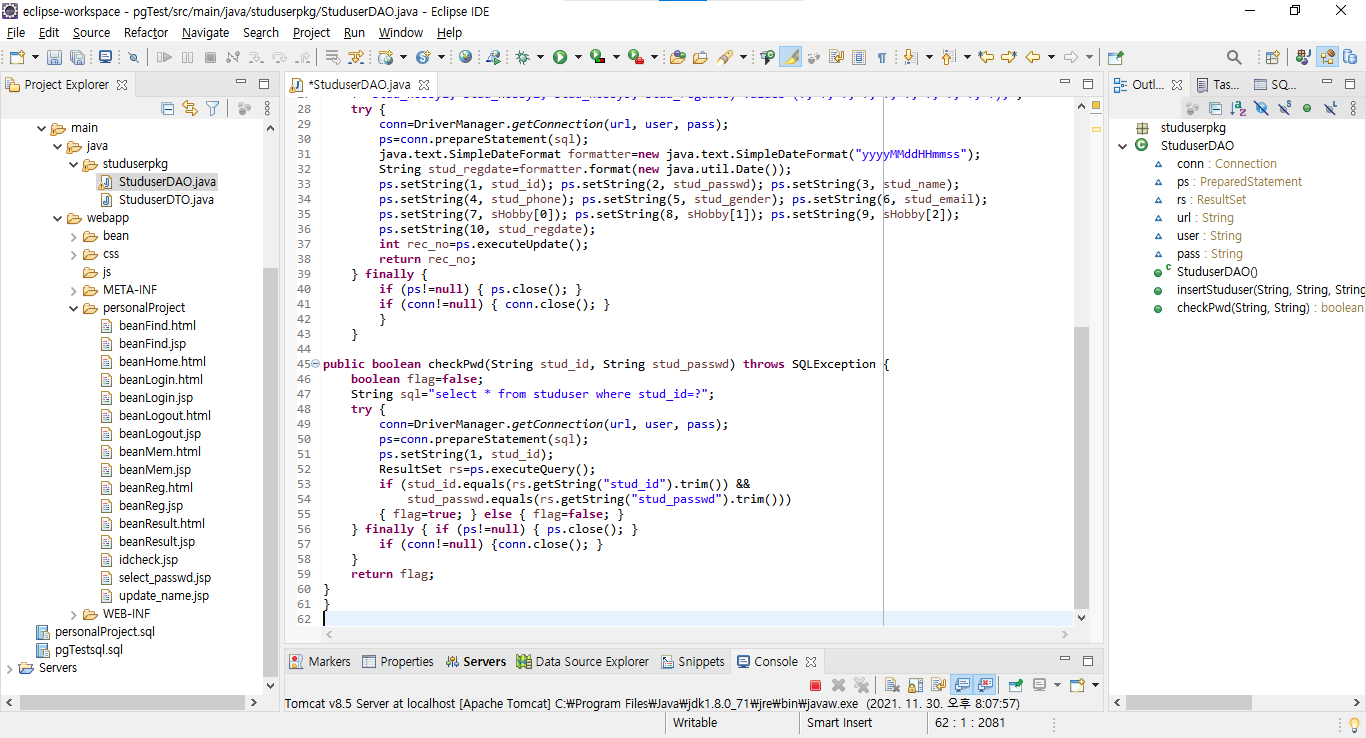 eclipse-workspace - pgTest/src/main/java/studuserpkg/StuduserDAO.java - Eclipse IDE
File Edit Source Refactor Navigate Search Project Run Window Help
Project Explorer
main
java
studuserpkg
StuduserDAO.java
StuduserDTO.java
webapp
bean
css
js
META-INF
personalProject
beanFind.html
beanFind.jsp
beanHome.html
beanLogin.html
beanLogin.jsp
beanLogout.html
beanLogout.jsp
beanMem.html
beanMem.jsp
beanReg.html
beanReg.jsp
beanResult.html
beanResult.jsp
idcheck.jsp
select_passwd.jsp
update_name.jsp
WEB-INF
personalProject.sql
pgTestsql.sql
Servers
*StuduserDAO.java
28 try {
29 conn=DriverManager.getConnection(url, user, pass);
30 ps=conn.prepareStatement(sql);
31 java.text.SimpleDateFormat formatter=new java.text.SimpleDateFormat("yyyyMMddHHmmss");
32 String stud_regdate=formatter.format(new java.util.Date());
33 ps.setString(1, stud_id); ps.setString(2, stud_passwd); ps.setString(3, stud_name);
34 ps.setString(4, stud_phone); ps.setString(5, stud_gender); ps.setString(6, stud_email);
35 ps.setString(7, sHobby[0]); ps.setString(8, sHobby[1]); ps.setString(9, sHobby[2]);
36 ps.setString(10, stud_regdate);
37 int rec_no=ps.executeUpdate();
38 return rec_no;
39 } finally {
40 if (ps!=null) { ps.close(); }
41 if (conn!=null) { conn.close(); }
42 }
43 }
44
45 public boolean checkPwd(String stud_id, String stud_passwd) throws SQLException {
46 boolean flag=false;
47 String sql="select * from studuser where stud_id=?";
48 try {
49 conn=DriverManager.getConnection(url, user, pass);
50 ps=conn.prepareStatement(sql);
51 ps.setString(1, stud_id);
52 ResultSet rs=ps.executeQuery();
53 if (stud_id.equals(rs.getString("stud_id").trim()) &&
54 stud_passwd.equals(rs.getString("stud_passwd").trim()))
55 { flag=true; } else { flag=false; }
56 } finally { if (ps!=null) { ps.close(); }
57 if (conn!=null) {conn.close(); }
58 }
59 return flag;
60 }
61 }
62
Outl... Tas... SQ...
studuserpkg
StuduserDAO
conn : Connection
ps : PreparedStatement
rs : ResultSet
url : String
user : String
pass : String
StuduserDAO()
insertStuduser(String, String, String
checkPwd(String, String) : boolean
Markers Properties Servers Data Source Explorer Snippets Console
Tomcat v8.5 Server at localhost [Apache Tomcat] C:₩Program Files₩Java₩jdk1.8.0_71₩jre₩bin₩javaw.exe (2021. 11. 30. 오후 8:07:57)
Writable Smart Insert 62 : 1 : 2081